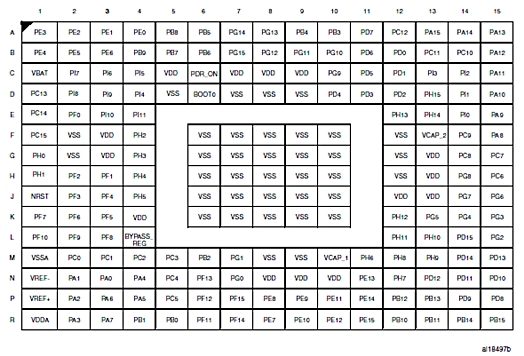 1 2 3 4 5 6 7 8 9 10 11 12 13 14 15
A PE3 PE2 PE1 PE0 PB8 PB5 PG14 PG13 PB4 PB3 PD7 PC12 PA15 PA14 PA13
B PE4 PE5 PE6 PB9 PB7 PB6 PG15 PG12 PG11 PG10 PD6 PD0 PC11 PC10 PA12
C VBAT PI7 PI6 PI5 VDD PDR_ON VDD VDD VDD PG9 PD5 PD1 PI3 PI2 PA11
D PC13 PI8 PI9 PI4 VSS BOOT0 VSS VSS VSS PD4 PD3 PD2 PH15 PI1 PA10
E PC14 PF0 PI10 PI11 PH13 PH14 PI0 PA9
F PC15 VSS VDD PH2 VSS VSS VSS VSS VSS VSS VCAP_2 PC9 PA8
G PH0 VSS VDD PH3 VSS VSS VSS VSS VSS VSS VDD PC8 PC7
H PH1 PF2 PF1 PH4 VSS VSS VSS VSS VSS VSS VDD PG8 PC6
J NRST PF3 PF4 PH5 VSS VSS VSS VSS VSS VDD VDD PG7 PG6
K PF7 PF6 PF5 VDD VSS VSS VSS VSS VSS PH12 PG5 PG4 PG3
L PF10 PF9 PF8 BYPASS_REG PH11 PH10 PD15 PG2
M VSSA PC0 PC1 PC2 PC3 PB2 PG1 VSS VSS VCAP_1 PH6 PH8 PH9 PD14 PD13
N VREF- PA1 PA0 PA4 PC4 PF13 PG0 VDD VDD VDD PE13 PH7 PD12 PD11 PD10
P VREF+ PA2 PA6 PA5 PC5 PF12 PF15 PE8 PE9 PE11 PE14 PB12 PB13 PD9 PD8
R VDDA PA3 PA7 PB1 PB0 PF11 PF14 PE7 PE10 PE12 PE15 PB10 PB11 PB14 PB15
ai18497b